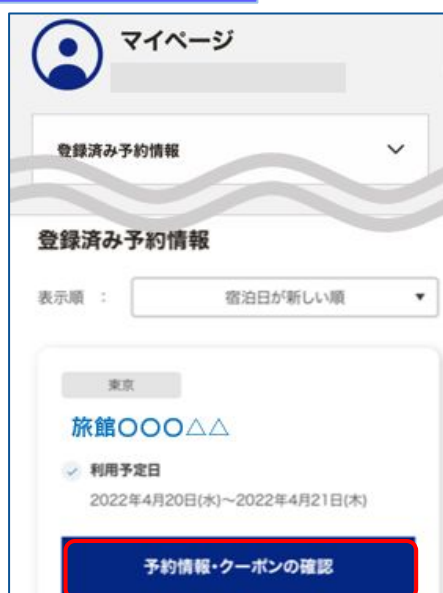 マイページ
登録済み予約情報
登録済み予約情報
表示順 ： 宿泊日が新しい順
東京
旅館〇〇〇△△
利用予定日
2022年4月20日(水)～2022年4月21日(木)
予約情報・クーポンの確認